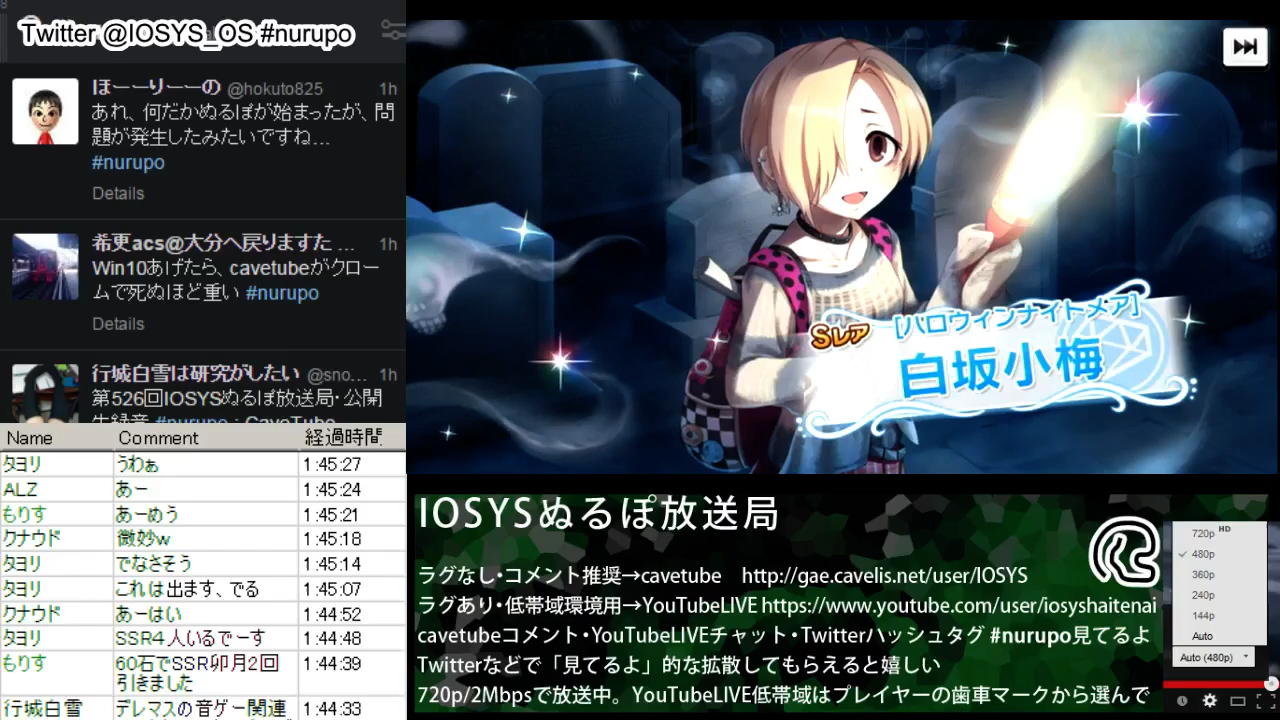 Twitter @IOSYS_OS #nurupo
ほーーりーーの @hokuto825 1h
あれ、何だかぬるぽが始まったが、問
題が発生したみたいですね…
#nurupo
Details
希更acs@大分へ戻りますた ... 1h
Win10あげたら、cavetubeがクロー
ムで死ぬほど重い #nurupo
Details
行城白雪は研究がしたい @sno... 1h
第526回IOSYSぬるぽ放送局・公開
生録音 #nurupo : CaveTube
Name Comment 経過時間
タヨリ うわぁ 1:45:27
ALZ あー 1:45:24
もりす あーめう 1:45:21
クナウド 微妙w 1:45:18
タヨリ でなさそう 1:45:14
タヨリ これは出ます、でる 1:45:07
クナウド あーはい 1:44:52
タヨリ SSR4人いるでーす 1:44:48
もりす 60石でSSR卯月2回 1:44:39
引きました
行城白雪 デレマスの音ゲー関連 1:44:33
Sレア [ハロウィンナイトメア]
白坂小梅
IOSYSぬるぽ放送局
ラグなし・コメント推奨→cavetube http://gae.cavelis.net/user/IOSYS
ラグあり・低帯域環境用→YouTubeLIVE https://www.youtube.com/user/iosyshaitenai
cavetubeコメント・YouTubeLIVEチャット・Twitterハッシュタグ #nurupo見てるよ
Twitterなどで「見てるよ」的な拡散してもらえると嬉しい
720p/2Mbpsで放送中。YouTubeLIVE低帯域はプレイヤーの歯車マークから選んで
720p HD
480p
360p
240p
144p
Auto
Auto (480p)